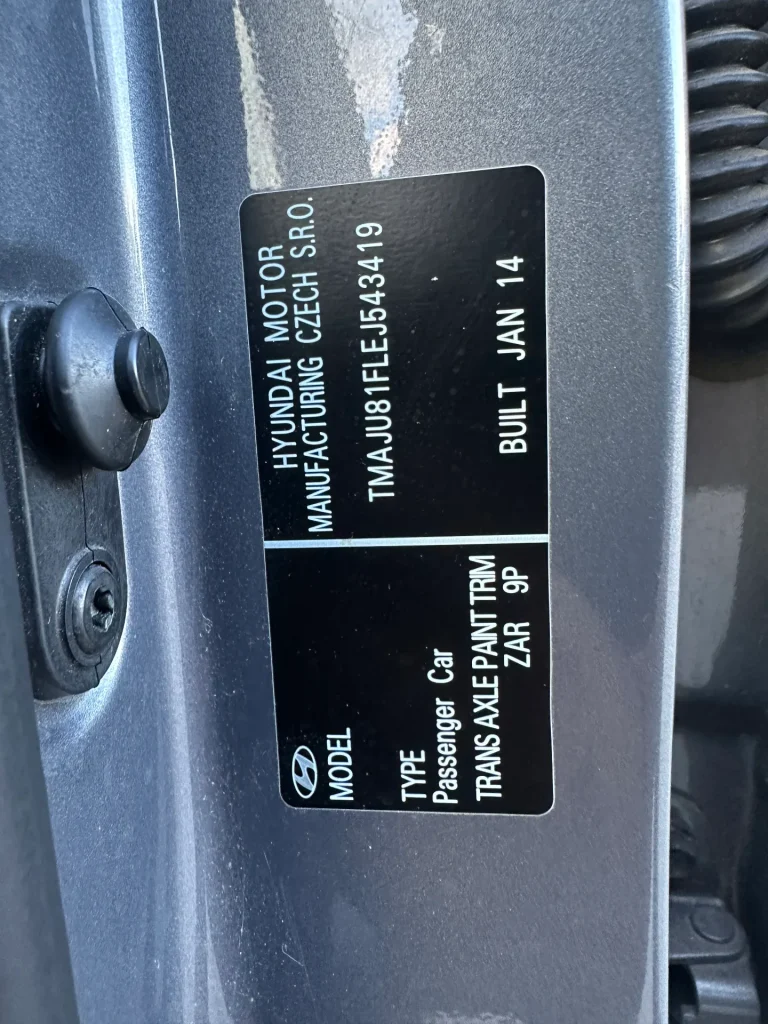 HYUNDAI MOTOR
MANUFACTURING CZECH S.R.O.
TMAJU81FLEJ543419
BUILT JAN 14
MODEL
TYPE
Passenger Car
TRANS AXLE PAINT TRIM
ZAR 9P